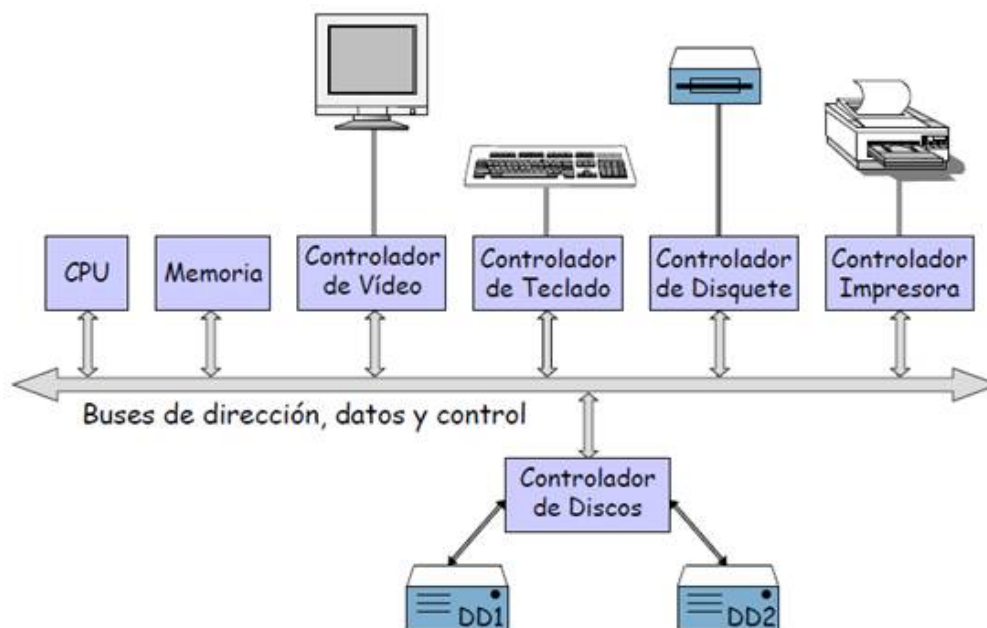 CPU
Memoria
Controlador
de Vídeo
Controlador
de Teclado
Controlador
de Disquete
Controlador
Impresora
Buses de dirección, datos y control
Controlador
de Discos
DD1
DD2